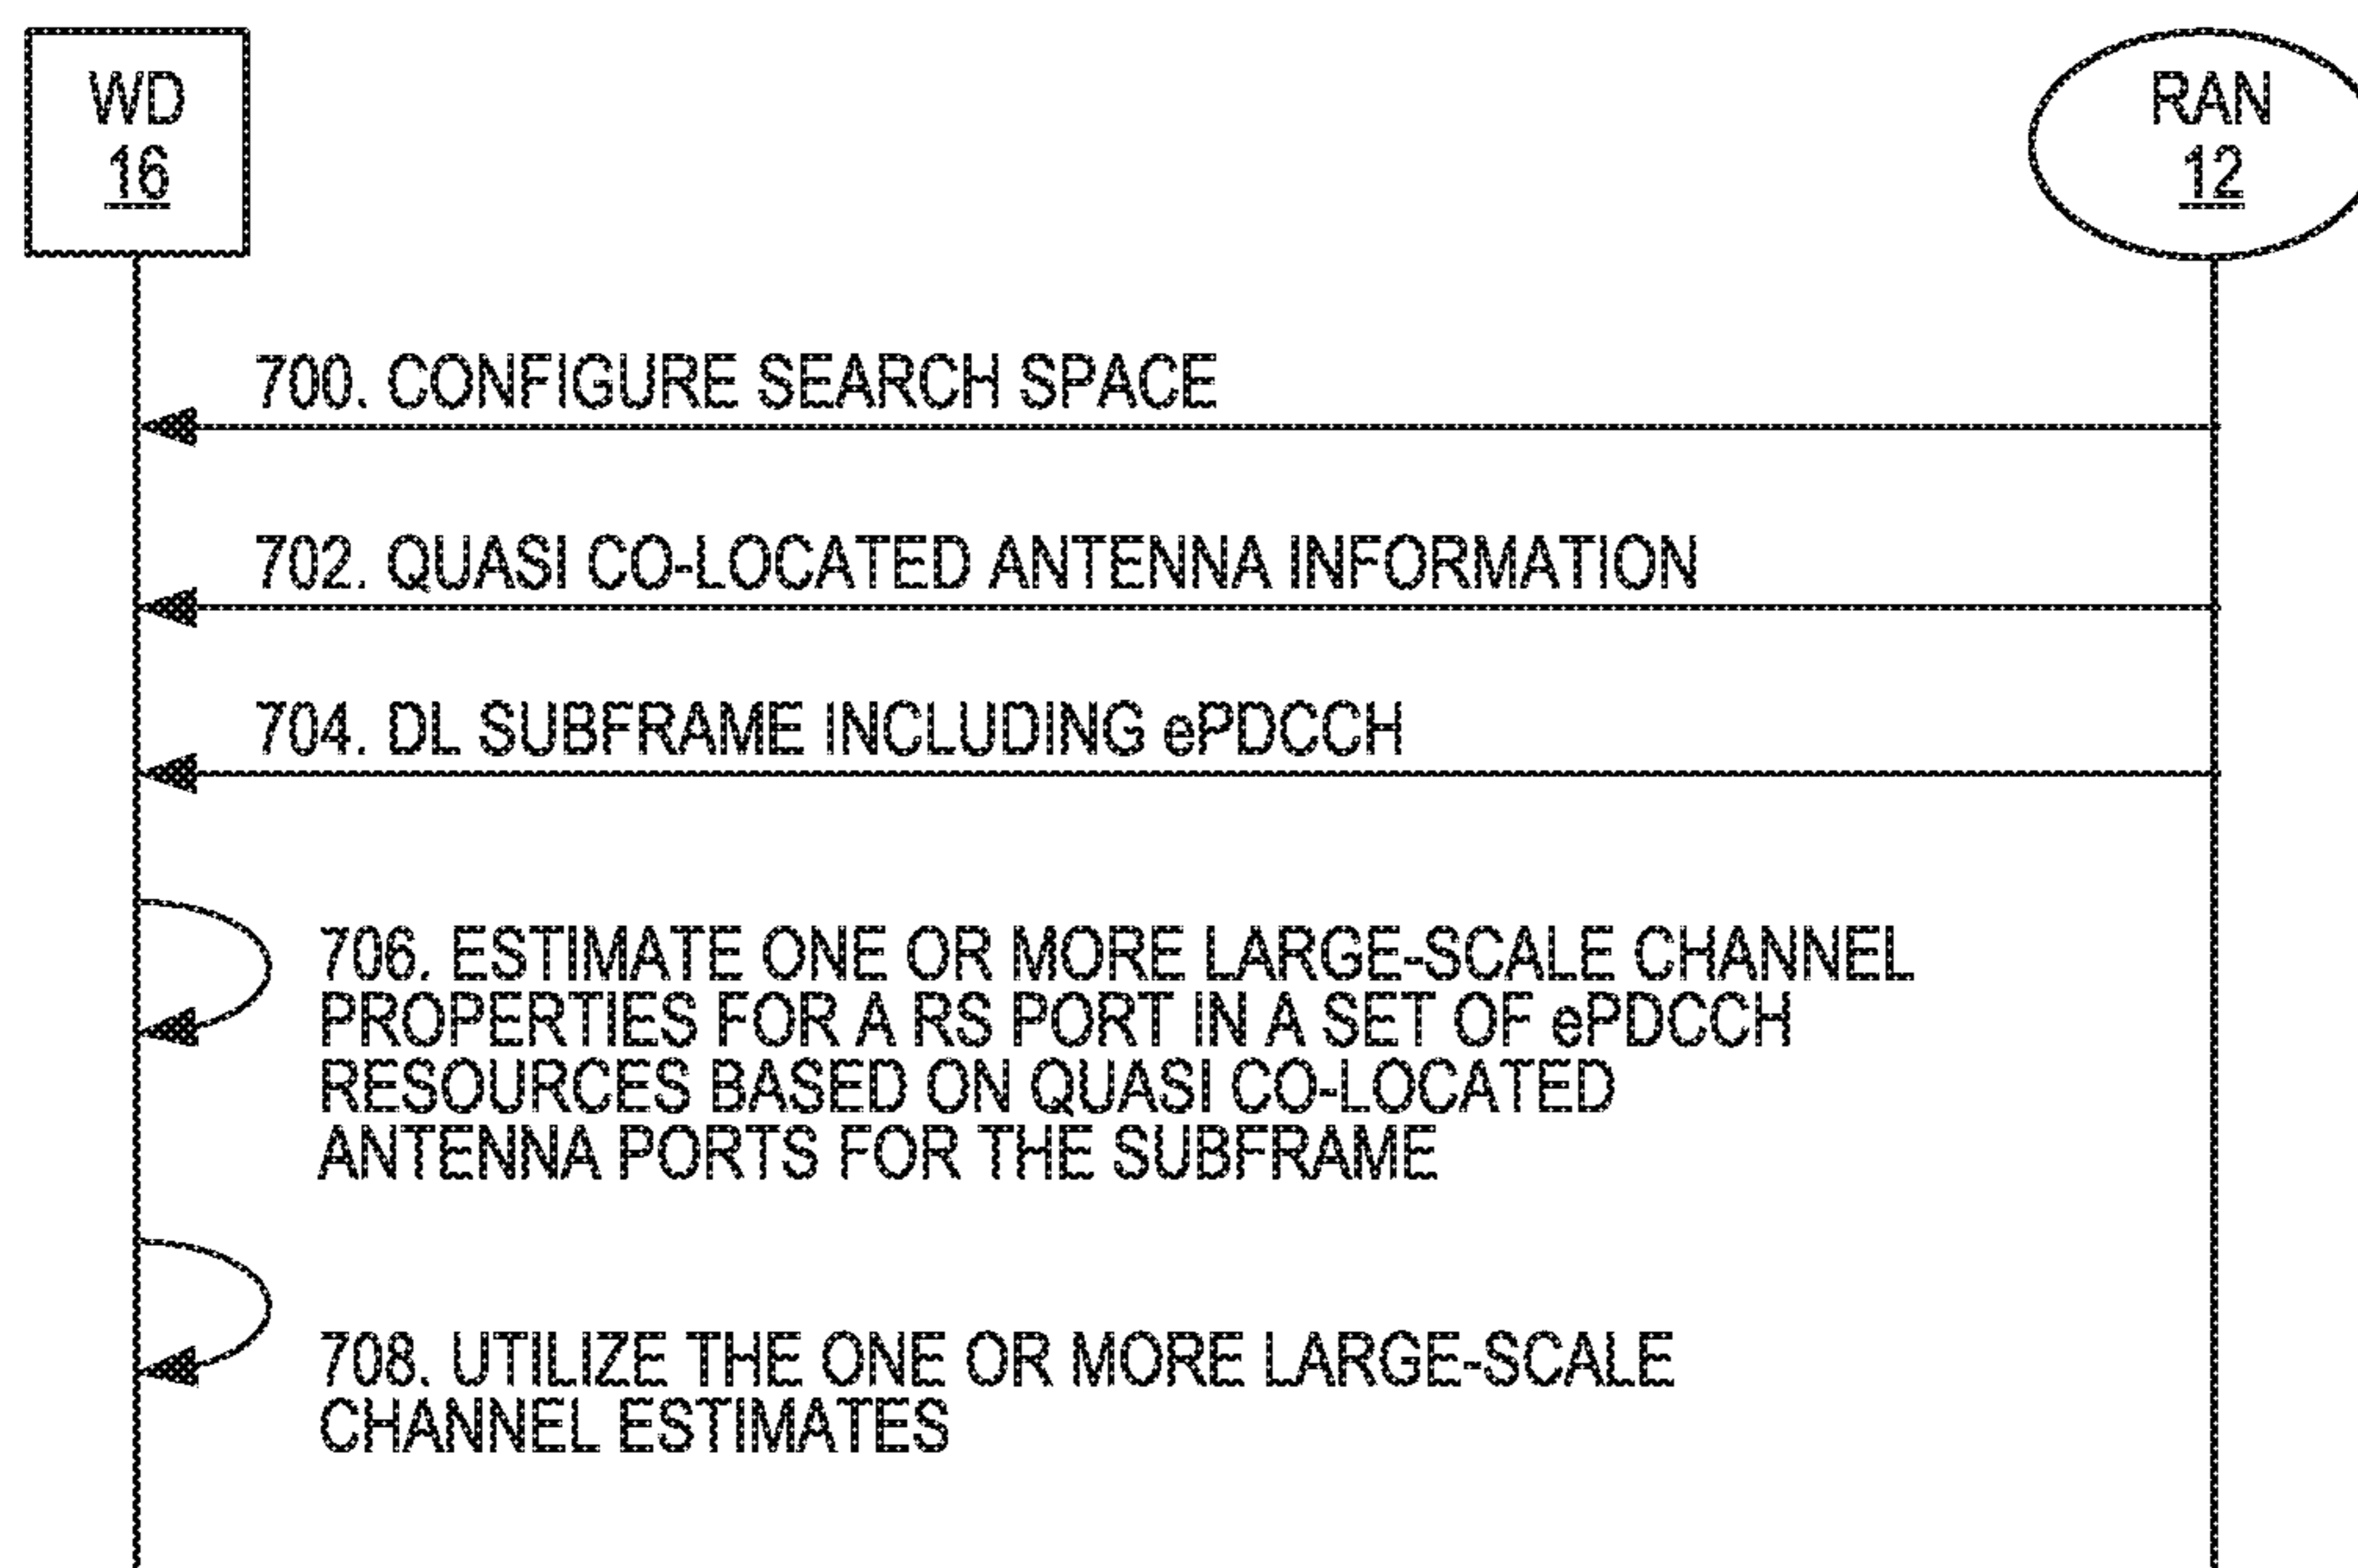 WD
16
RAN
12
700. CONFIGURE SEARCH SPACE
702. QUASI CO-LOCATED ANTENNA INFORMATION
704. DL SUBFRAME INCLUDING ePDCCH
706. ESTIMATE ONE OR MORE LARGE-SCALE CHANNEL
PROPERTIES FOR A RS PORT IN A SET OF ePDCCH
RESOURCES BASED ON QUASI CO-LOCATED
ANTENNA PORTS FOR THE SUBFRAME
708. UTILIZE THE ONE OR MORE LARGE-SCALE
CHANNEL ESTIMATES